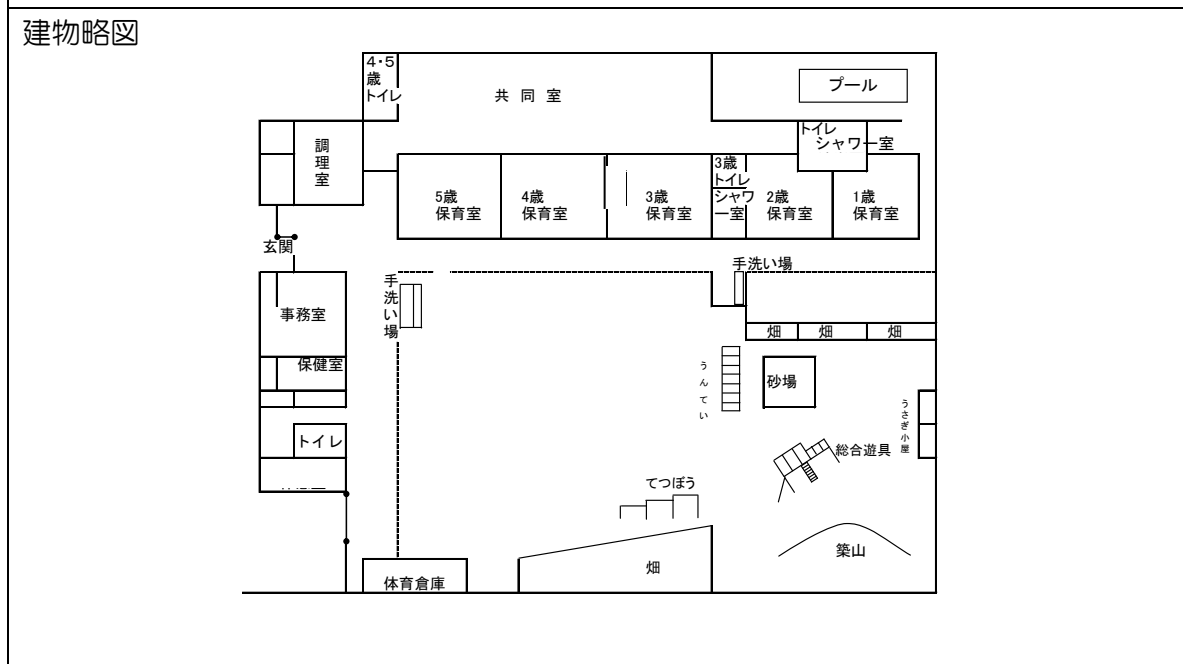 建物略図
4・5
歳
トイレ
共 同 室
プール
調理室
トイレ
シャワー室
5歳
保育室
4歳
保育室
3歳
保育室
3歳
トイレ
シャワ
ー室
2歳
保育室
1歳
保育室
玄関
手洗い場
手洗い場
事務室
畑
畑
畑
保健室
うんてい
砂場
うさぎ小屋
トイレ
総合遊具
てつぼう
築山
畑
体育倉庫